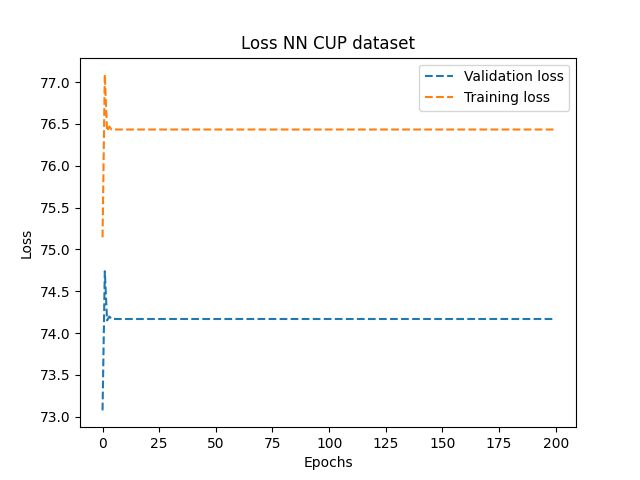 Loss NN CUP dataset
Validation loss
Training loss
77.0
76.5
76.0
75.5
75.0
74.5
74.0
73.5
73.0
Loss
0 25 50 75 100 125 150 175 200
Epochs